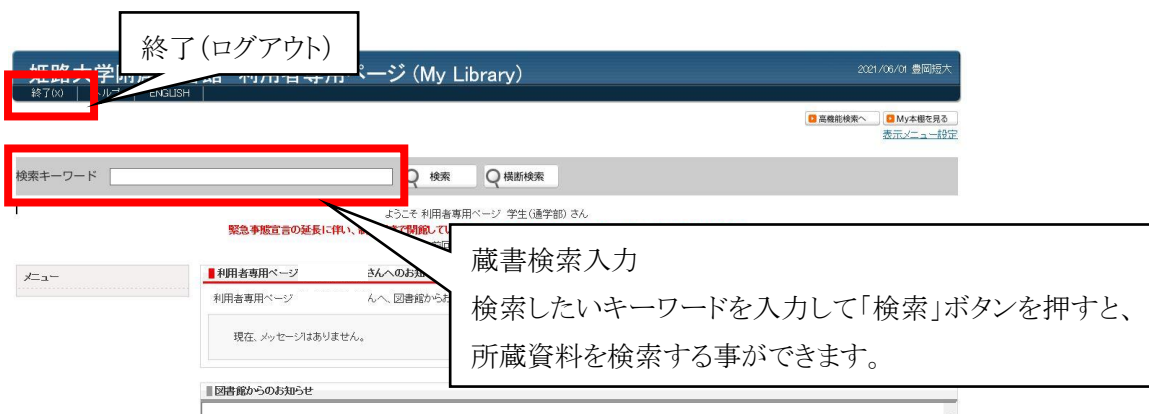 終了（ログアウト）
利用者専用ページ (My Library)
2021/06/01 豊岡短大
終了(X) ヘルプ ENGLISH
高機能検索へ My本棚を見る
表示メニュー設定
検索キーワード 検索 横断検索
ようこそ 利用者専用ページ 学生(通学部) さん
緊急事態宣言の延長に伴い、
メニュー
利用者専用ページ さんへのお知
利用者専用ページ んへ、図書館からお
現在、メッセージはありません。
蔵書検索入力
検索したいキーワードを入力して「検索」ボタンを押すと、
所蔵資料を検索する事ができます。
図書館からのお知らせ